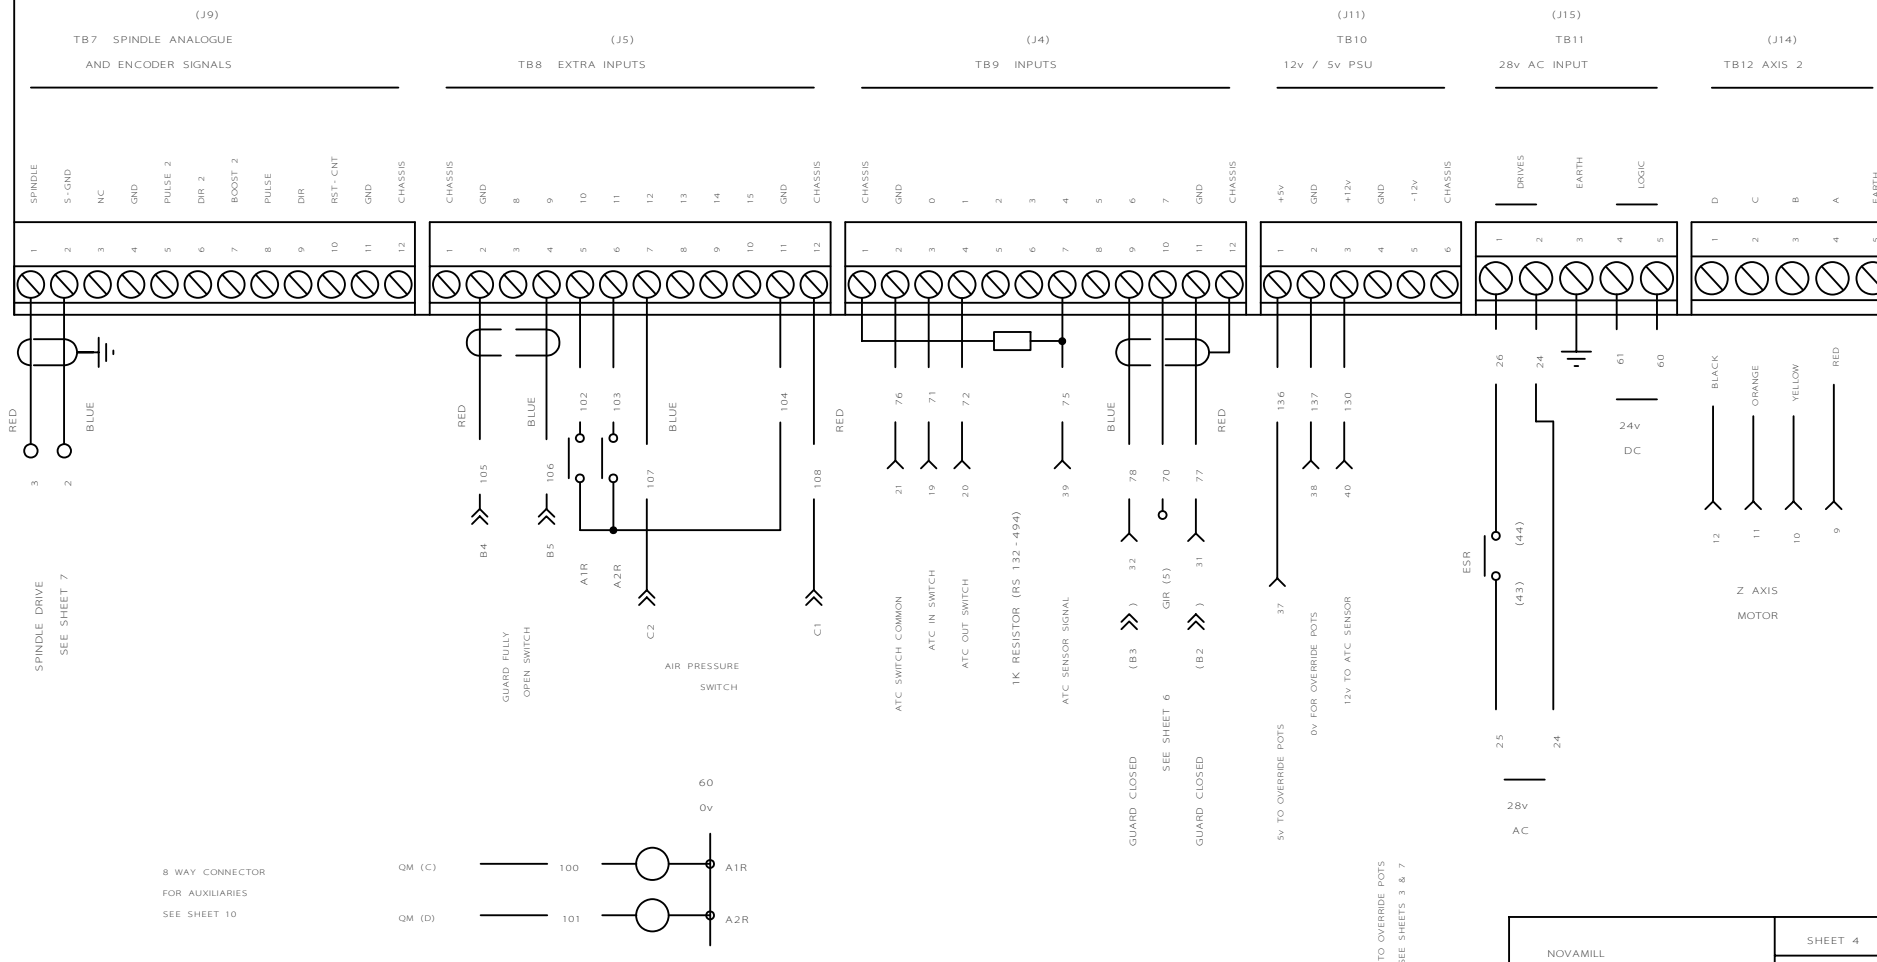 (J9)
TB7 SPINDLE ANALOGUE
AND ENCODER SIGNALS
(J5)
TB8 EXTRA INPUTS
(J4)
TB9 INPUTS
(J11)
TB10
12v / 5v PSU
(J15)
TB11
28v AC INPUT
(J14)
TB12 AXIS 2
SPINDLE
S-GND
NC
GND
PULSE 2
DIR 2
BOOST 2
PULSE
DIR
RST-CNT
GND
CHASSIS
CHASSIS
GND
8
9
10
11
12
13
14
15
GND
CHASSIS
CHASSIS
GND
0
1
2
3
4
5
6
7
GND
CHASSIS
+5v
GND
+12v
GND
-12v
CHASSIS
DRIVES
EARTH
LOGIC
D
C
B
A
EARTH
1 2 3 4 5 6 7 8 9 10 11 12
1 2 3 4 5 6 7 8 9 10 11 12
1 2 3 4 5 6 7 8 9 10 11 12
1 2 3 4 5 6
1 2 3 4 5
1 2 3 4 5
RED
BLUE
3
2
SPINDLE DRIVE
SEE SHEET 7
RED
BLUE
105
106
B4
B5
GUARD FULLY
OPEN SWITCH
102
103
A1R
A2R
BLUE
107
C2
104
RED
108
C1
AIR PRESSURE
SWITCH
76
71
72
75
21
19
20
39
ATC SWITCH COMMON
ATC IN SWITCH
ATC OUT SWITCH
1K RESISTOR (RS 132-494)
ATC SENSOR SIGNAL
BLUE
RED
78
70
77
32
31
GIR (5)
(B3 )
(B2 )
SEE SHEET 6
GUARD CLOSED
GUARD CLOSED
136
137
130
38
40
37
5v TO OVERRIDE POTS
0v FOR OVERRIDE POTS
12v TO ATC SENSOR
26
24
61
60
24v
DC
ESR
(44)
(43)
25
24
28v
AC
BLACK
ORANGE
YELLOW
RED
12
11
10
9
Z AXIS
MOTOR
60
0v
8 WAY CONNECTOR
FOR AUXILIARIES
SEE SHEET 10
QM (C)
100
A1R
QM (D)
101
A2R
TO OVERRIDE POTS
SEE SHEETS 3 & 7
NOVAMILL
SHEET 4